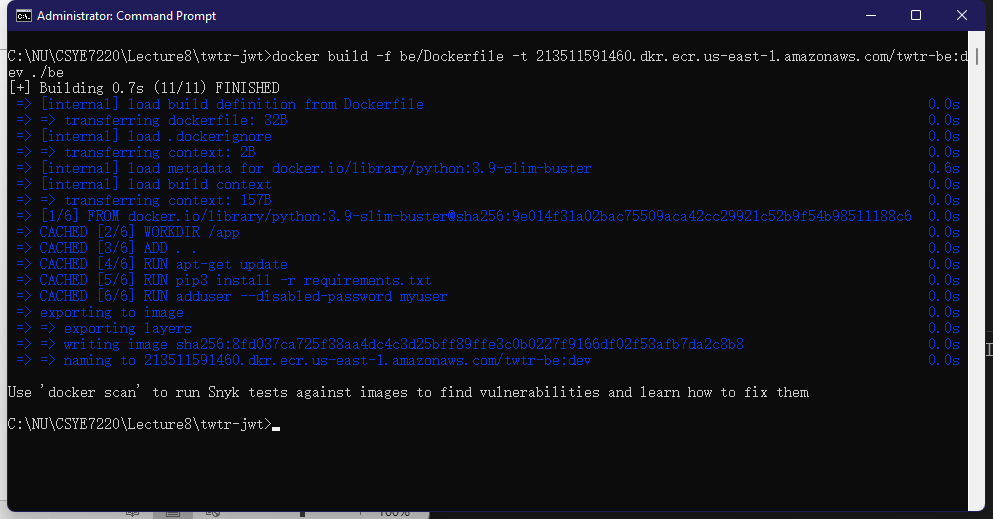 Administrator: Command Prompt
C:\NU\CSYE7220\Lecture8\twtr-jwt>docker build -f be/Dockerfile -t 213511591460.dkr.ecr.us-east-1.amazonaws.com/twtr-be:d
ev ./be
[+] Building 0.7s (11/11) FINISHED
=> [internal] load build definition from Dockerfile 0.0s
=> => transferring dockerfile: 32B 0.0s
=> [internal] load .dockerignore 0.0s
=> => transferring context: 2B 0.0s
=> [internal] load metadata for docker.io/library/python:3.9-slim-buster 0.6s
=> [internal] load build context 0.0s
=> => transferring context: 157B 0.0s
=> [1/6] FROM docker.io/library/python:3.9-slim-buster@sha256:9e014f31a02bac75509aca42cc29921c52b9f54b98511188c6 0.0s
=> CACHED [2/6] WORKDIR /app 0.0s
=> CACHED [3/6] ADD . . 0.0s
=> CACHED [4/6] RUN apt-get update 0.0s
=> CACHED [5/6] RUN pip3 install -r requirements.txt 0.0s
=> CACHED [6/6] RUN adduser --disabled-password myuser 0.0s
=> exporting to image 0.0s
=> => exporting layers 0.0s
=> => writing image sha256:8fd037ca725f38aa4dc4c3d25bff89ffe3c0b0227f9166df02f53afb7da2c8b8 0.0s
=> => naming to 213511591460.dkr.ecr.us-east-1.amazonaws.com/twtr-be:dev 0.0s
Use 'docker scan' to run Snyk tests against images to find vulnerabilities and learn how to fix them
C:\NU\CSYE7220\Lecture8\twtr-jwt>